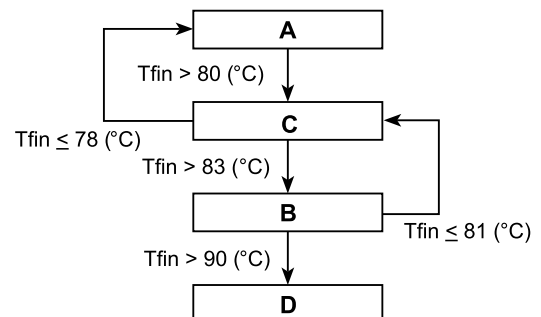 A
Tfin > 80 (°C)
C
Tfin ≤ 78 (°C)
Tfin > 83 (°C)
B
Tfin ≤ 81 (°C)
Tfin > 90 (°C)
D